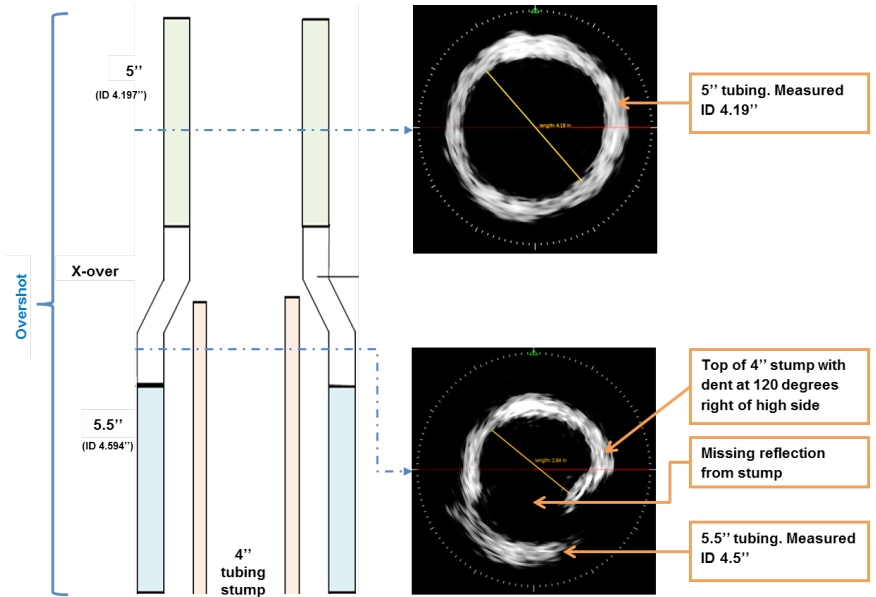 5’’
(ID 4.197’’)
X-over
Overshot
5.5’’
(ID 4.594’’)
4’’
tubing
stump
length: 4.19 in
5’’ tubing. Measured
ID 4.19’’
length: 2.84 in
Top of 4’’ stump with
dent at 120 degrees
right of high side
Missing reflection
from stump
5.5’’ tubing. Measured
ID 4.5’’